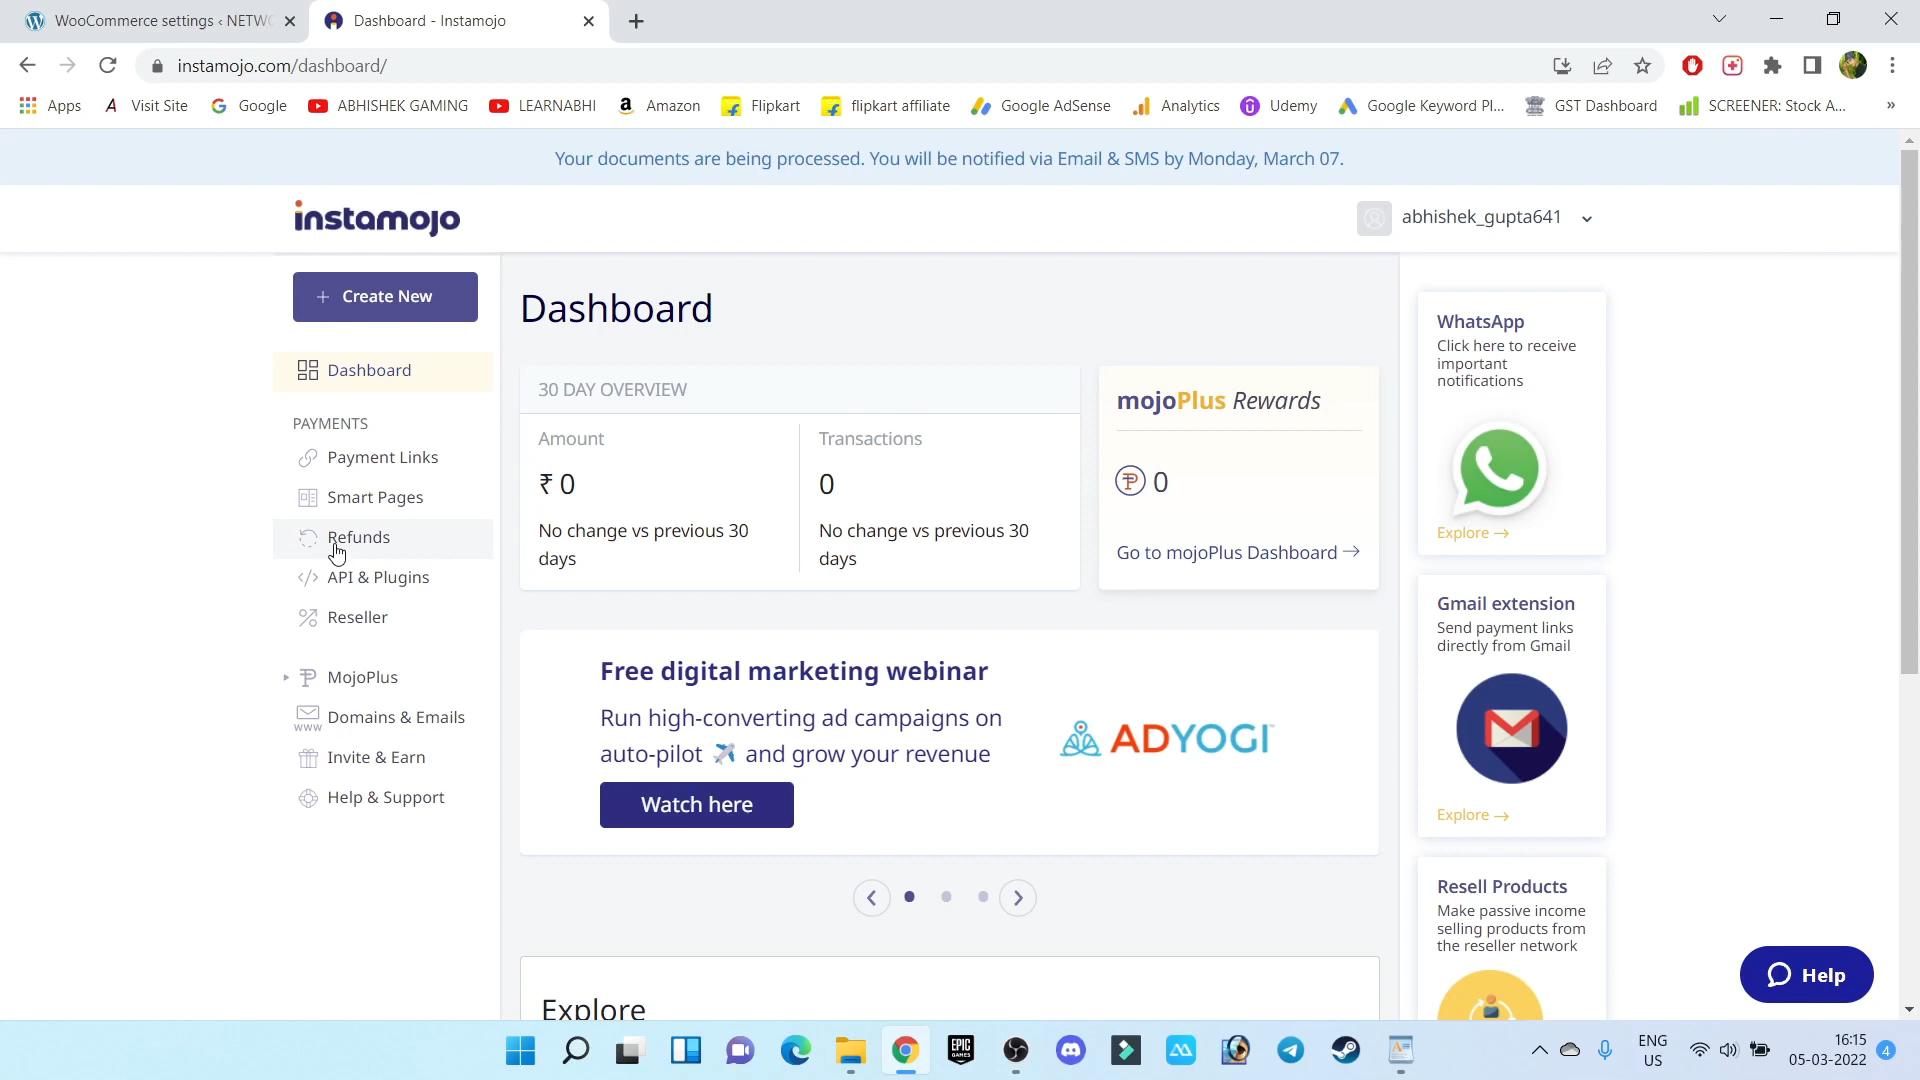 WooCommerce settings ‹ NETWO
Dashboard - Instamojo
instamojo.com/dashboard/
Apps
Visit Site
Google
ABHISHEK GAMING
LEARNABHI
Amazon
Flipkart
flipkart affiliate
Google AdSense
Analytics
Udemy
Google Keyword Pl...
GST Dashboard
SCREENER: Stock A...
»
Your documents are being processed. You will be notified via Email & SMS by Monday, March 07.
instamojo
abhishek_gupta641
+ Create New
Dashboard
PAYMENTS
Payment Links
Smart Pages
Refunds
API & Plugins
Reseller
MojoPlus
Domains & Emails
Invite & Earn
Help & Support
Dashboard
30 DAY OVERVIEW
Amount
₹ 0
No change vs previous 30
days
Transactions
0
No change vs previous 30
days
mojoPlus Rewards
0
Go to mojoPlus Dashboard →
Free digital marketing webinar
Run high-converting ad campaigns on
auto-pilot ✈ and grow your revenue
Watch here
ADYOGI™
Explore
WhatsApp
Click here to receive
important
notifications
Explore →
Gmail extension
Send payment links
directly from Gmail
Explore →
Resell Products
Make passive income
selling products from
the reseller network
Help
WWW
EPIC
GAMES
ENG
US
16:15
05-03-2022
4